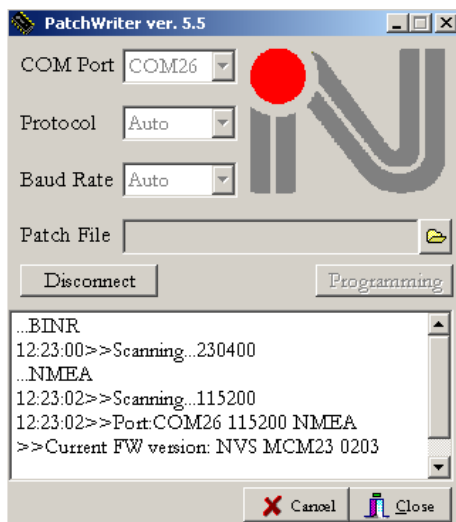 PatchWriter ver. 5.5
COM Port COM26
Protocol Auto
Baud Rate Auto
Patch File
Disconnect Programming
...BINR
12:23:00>>Scanning...230400
...NMEA
12:23:02>>Scanning...115200
12:23:02>>Port:COM26 115200 NMEA
>>Current FW version: NVS MCM23 0203
Cancel Close